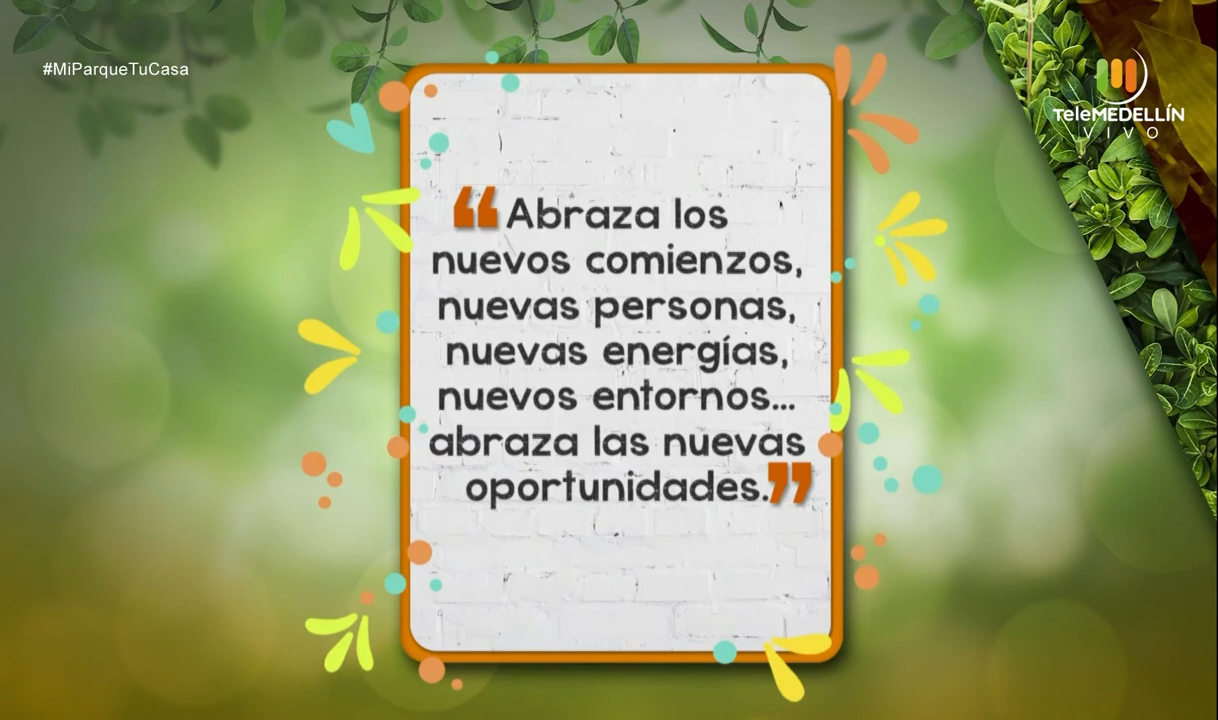 #MiParqueTuCasa
TeleMEDELLÍN
VIVO
“Abraza los
nuevos comienzos,
nuevas personas,
nuevas energías,
nuevos entornos...
abraza las nuevas
oportunidades.”